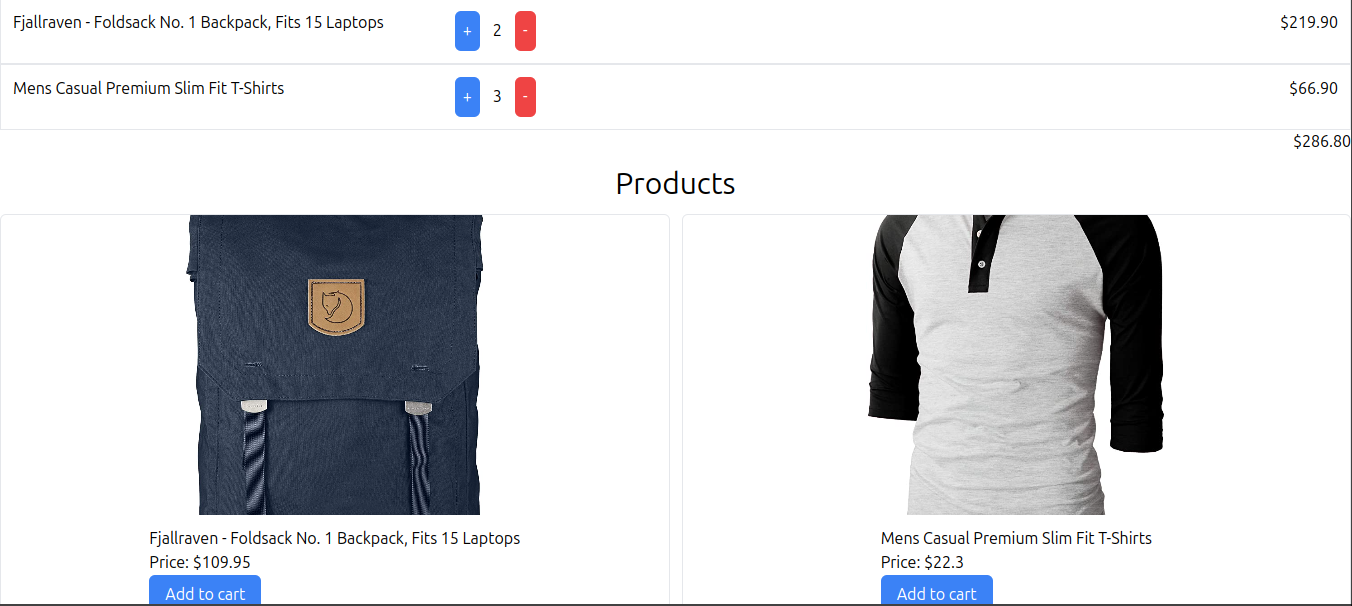 Fjallraven - Foldsack No. 1 Backpack, Fits 15 Laptops + 2 - $219.90
Mens Casual Premium Slim Fit T-Shirts + 3 - $66.90
$286.80
Products
Fjallraven - Foldsack No. 1 Backpack, Fits 15 Laptops
Price: $109.95
Add to cart
Mens Casual Premium Slim Fit T-Shirts
Price: $22.3
Add to cart